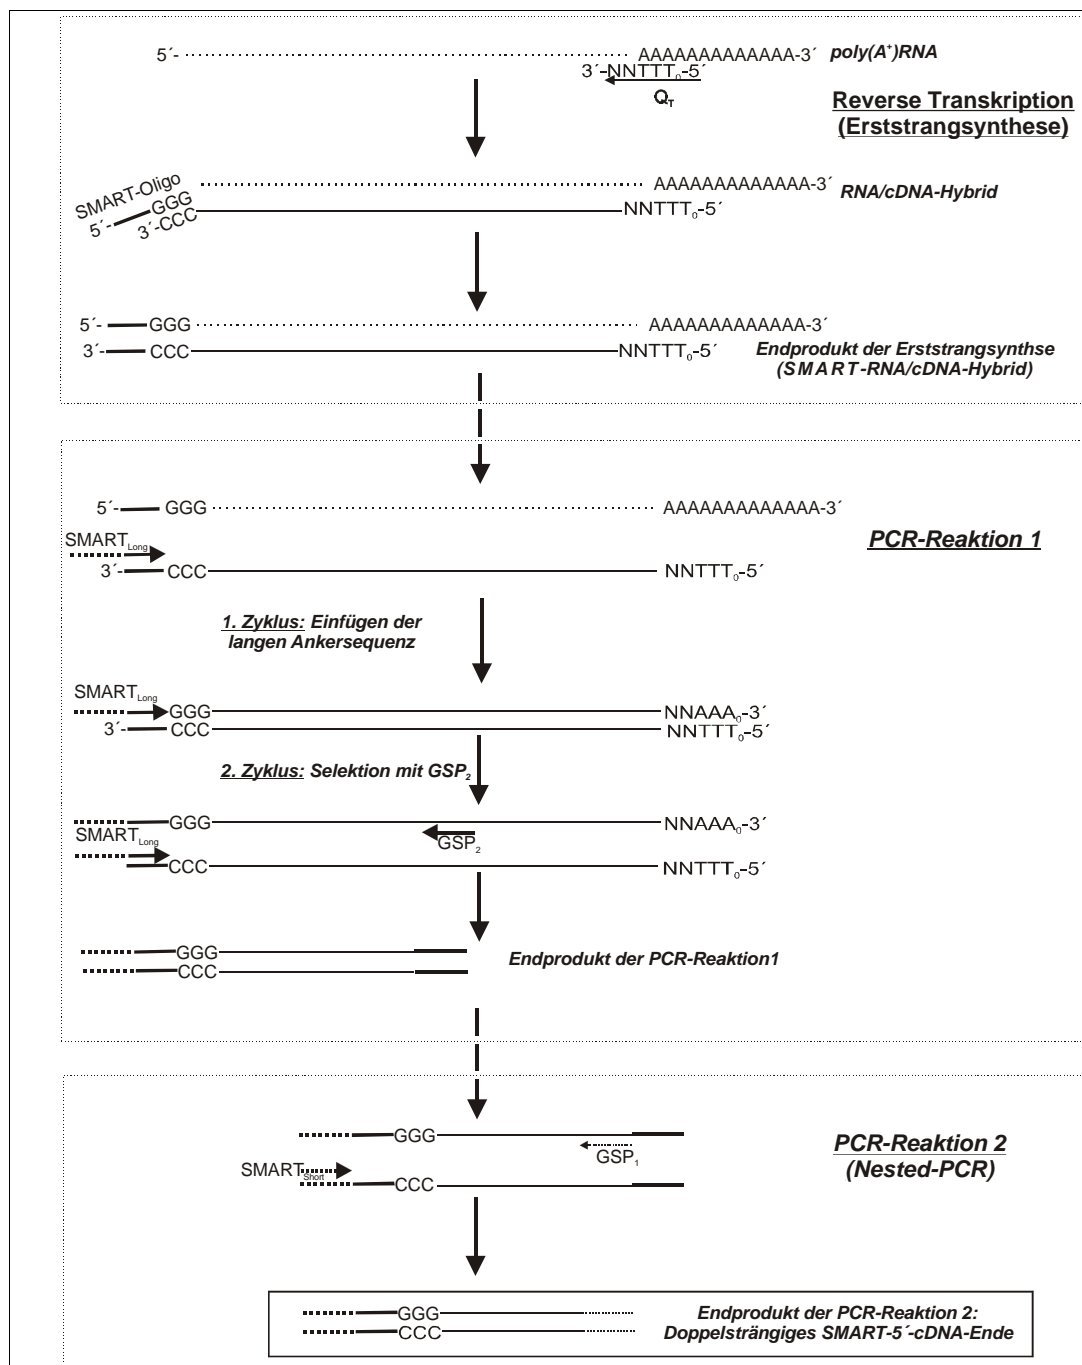 5´- AAAAAAAAAAAAA-3´ poly(A⁺)RNA
3´-NNTTT₀-5´
Q_T
Reverse Transkription
(Erststrangsynthese)
SMART-Oligo
AAAAAAAAAAAAA-3´
RNA/cDNA-Hybrid
5´- GGG
3´-CCC NNTTT₀-5´
5´- GGG AAAAAAAAAAAAA-3´
3´- CCC NNTTT₀-5´
Endprodukt der Erststrangsynthse
(SMART-RNA/cDNA-Hybrid)
5´- GGG AAAAAAAAAAAAA-3´
PCR-Reaktion 1
SMART_Long
3´- CCC NNTTT₀-5´
1. Zyklus: Einfügen der
langen Ankersequenz
SMART_Long
GGG NNAAA₀-3´
3´- CCC NNTTT₀-5´
2. Zyklus: Selektion mit GSP₂
GGG NNAAA₀-3´
SMART_Long
GSP₂
CCC NNTTT₀-5´
GGG
CCC
Endprodukt der PCR-Reaktion1
GGG
GSP₁
PCR-Reaktion 2
(Nested-PCR)
SMART_Short
CCC
GGG
CCC
Endprodukt der PCR-Reaktion 2:
Doppelsträngiges SMART-5´-cDNA-Ende